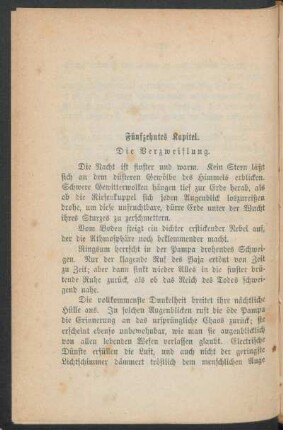 Fünfzehntes Kapitel.
Die Verzweiflung.
Die Nacht ist finster und warm. Kein Stern läßt
sich an dem düsteren Gewölbe des Himmels erblicken.
Schwere Gewitterwolken hängen tief zur Erde herab, als
ob die Riesenkuppel sich jeden Augenblick loszureißen
drohe, um diese unfruchtbare, dürre Erde unter der Wucht
ihres Sturzes zu zerschmettern.
Vom Boden steigt ein dichter erstickender Nebel auf,
der die Athmosphäre noch beklemmender macht.
Ringsum herrscht in der Pampa drohendes Schwei-
gen. Nur der klagende Ruf des Jaja ertönt von Zeit
zu Zeit; aber dann sinkt wieder Alles in die finster brü-
tende Ruhe zurück, als ob das Reich des Todes schwei-
nahe.
Die vollkommenste Dunkelheit breitet ihre nächtliche
Hülle aus. In solchen Augenblicken ruft die öde Pampa
die Erinnerung an das ursprüngliche Chaos zurück; sie
erscheint ebenso unbewohnbar, wie man sie augenblicklich
von allen lebenden Wesen verlassen glaubt. Electrische
Dünste erfüllen die Luft, und auch nicht der geringste
Lichtschimmer dämmert tröstlich dem menschlichen Auge